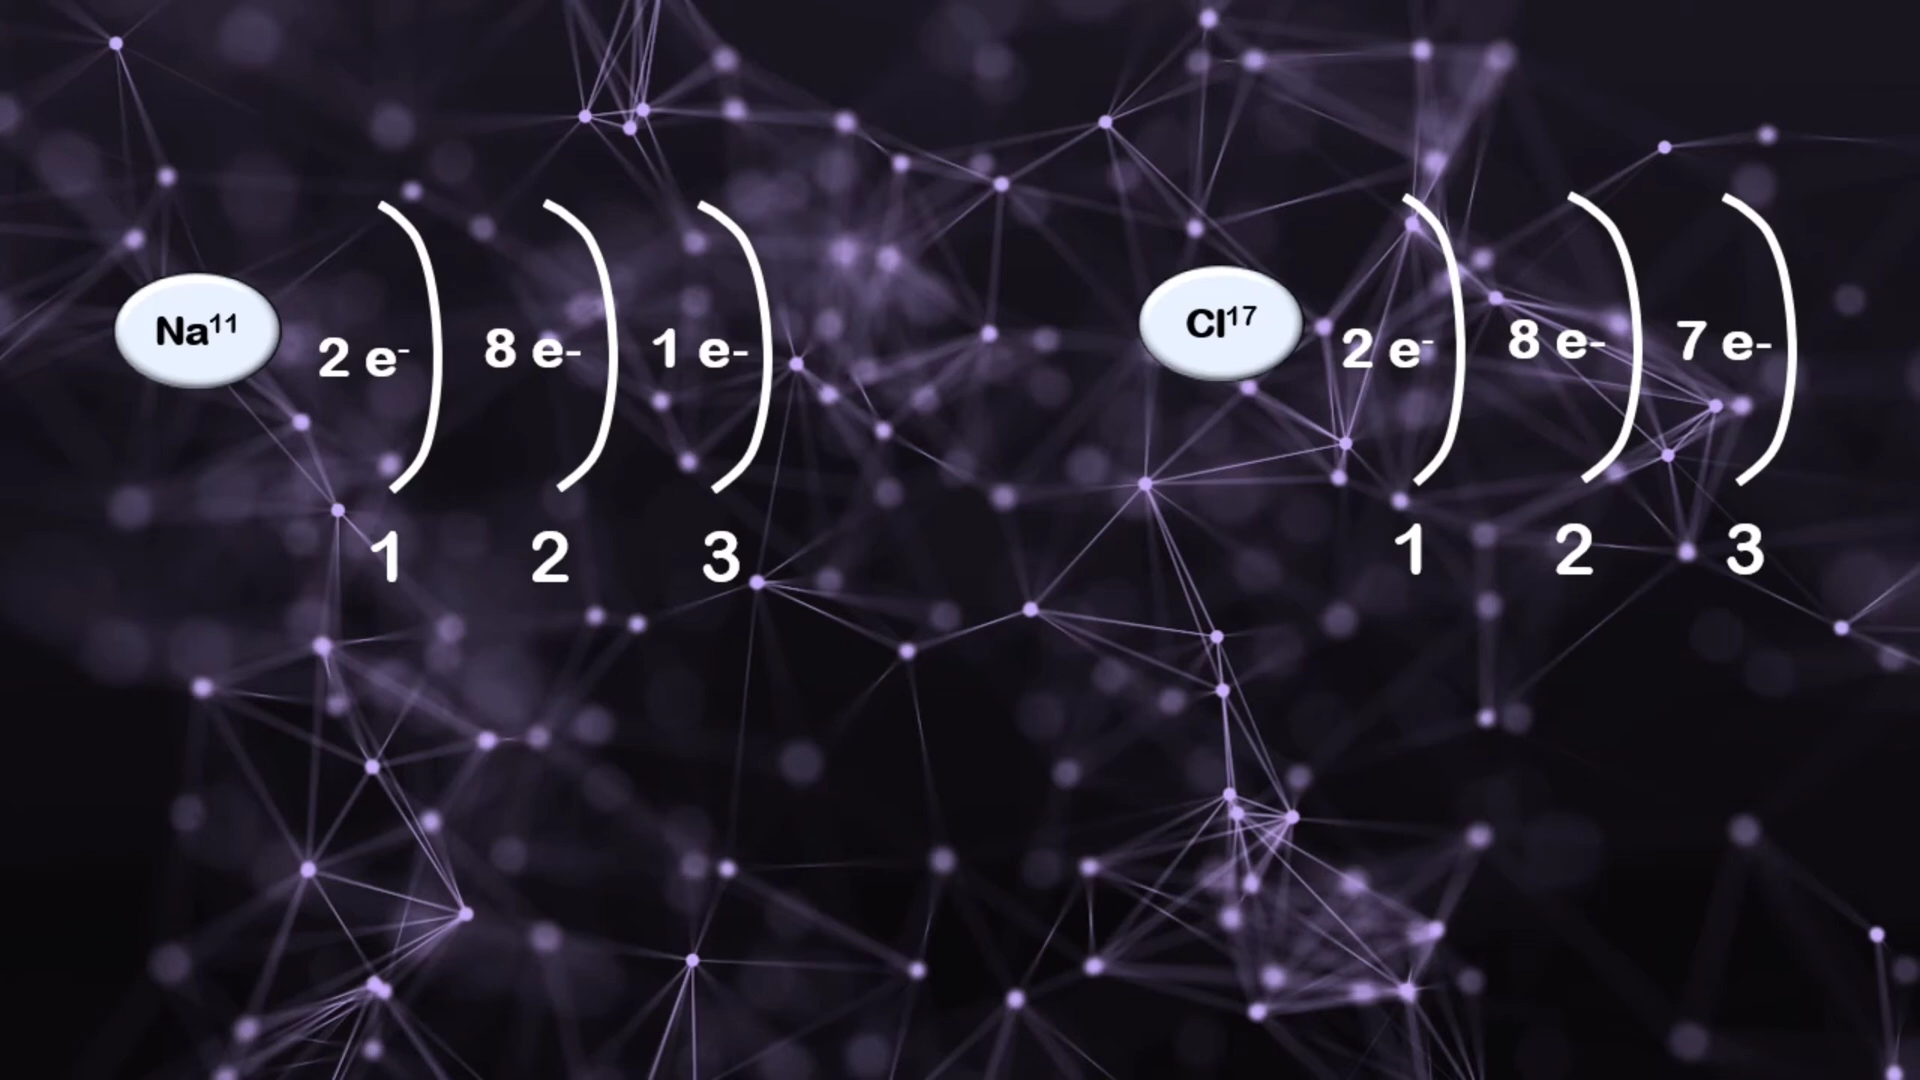 Na¹¹ 2 e⁻ 8 e- 1 e-
1 2 3
Cl¹⁷ 2 e⁻ 8 e- 7 e-
1 2 3